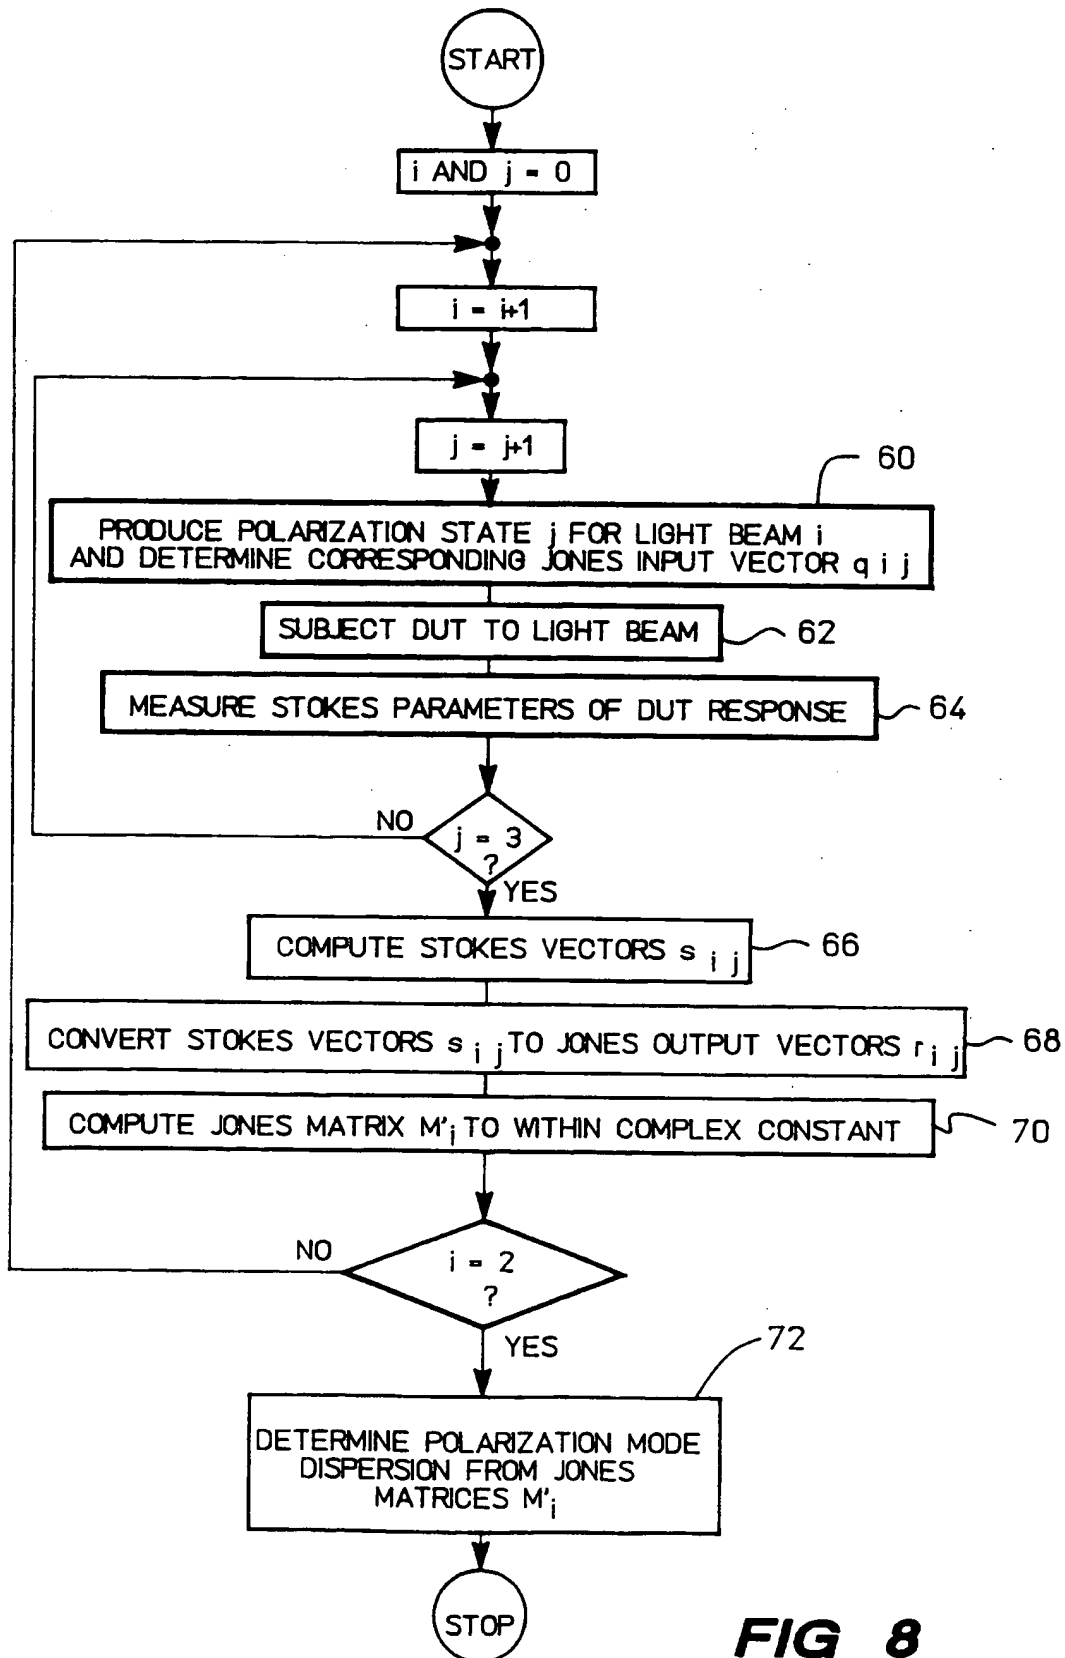 START
i AND j = 0
i = i+1
j = j+1
60
PRODUCE POLARIZATION STATE j FOR LIGHT BEAM i
AND DETERMINE CORRESPONDING JONES INPUT VECTOR q i j
SUBJECT DUT TO LIGHT BEAM
62
MEASURE STOKES PARAMETERS OF DUT RESPONSE
64
NO
j = 3
?
YES
COMPUTE STOKES VECTORS s i j
66
CONVERT STOKES VECTORS s i j TO JONES OUTPUT VECTORS r i j
68
COMPUTE JONES MATRIX M'i TO WITHIN COMPLEX CONSTANT
70
NO
i = 2
?
YES
72
DETERMINE POLARIZATION MODE
DISPERSION FROM JONES
MATRICES M'i
STOP
FIG 8